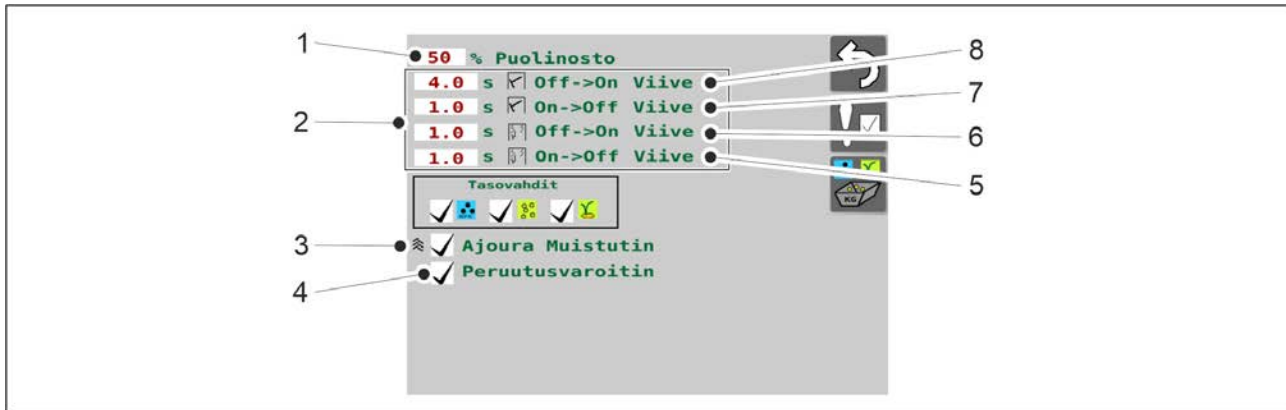 1
50 % Puolinosto
8
4.0 s Off->On Viive
7
1.0 s On->Off Viive
2
1.0 s Off->On Viive
6
1.0 s On->Off Viive
5
Tasovahdit
KG
3
Ajoura Muistutin
4
Peruutusvaroitin